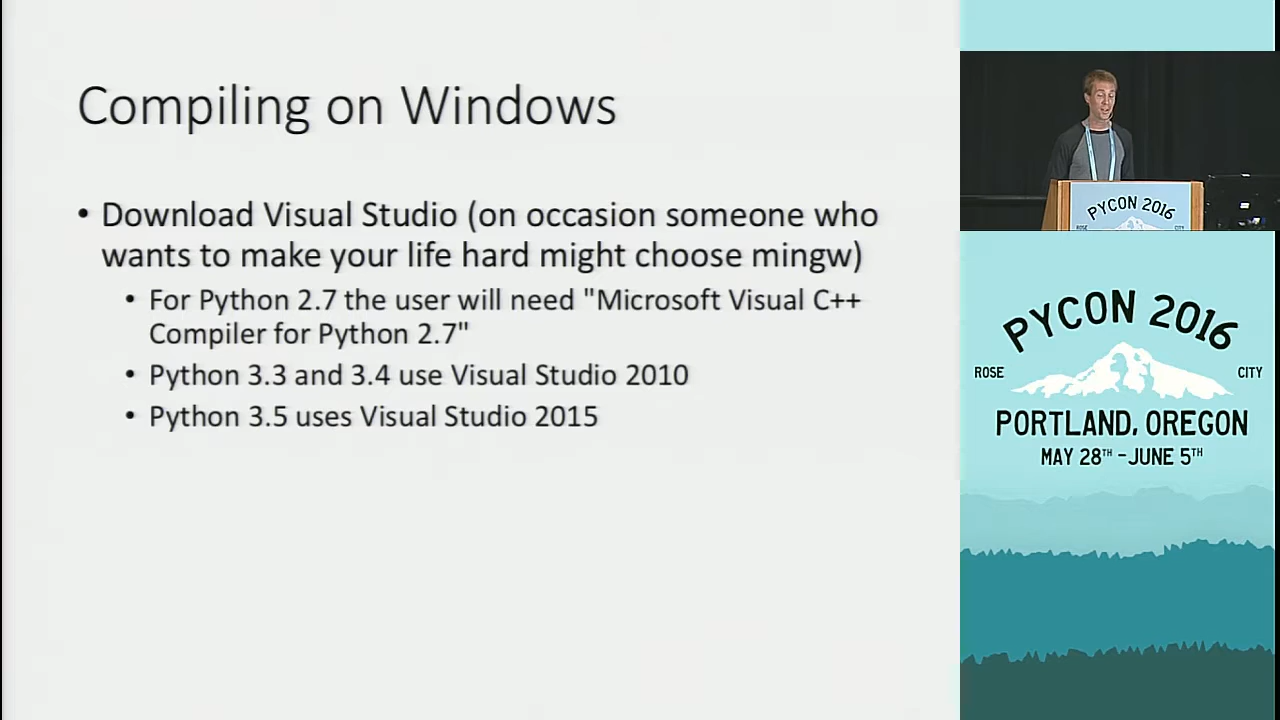 Compiling on Windows
• Download Visual Studio (on occasion someone who
wants to make your life hard might choose mingw)
• For Python 2.7 the user will need "Microsoft Visual C++
Compiler for Python 2.7"
• Python 3.3 and 3.4 use Visual Studio 2010
• Python 3.5 uses Visual Studio 2015
PYCON 2016
ROSE CITY
PYCON 2016
ROSE CITY
PORTLAND, OREGON
MAY 28TH - JUNE 5TH